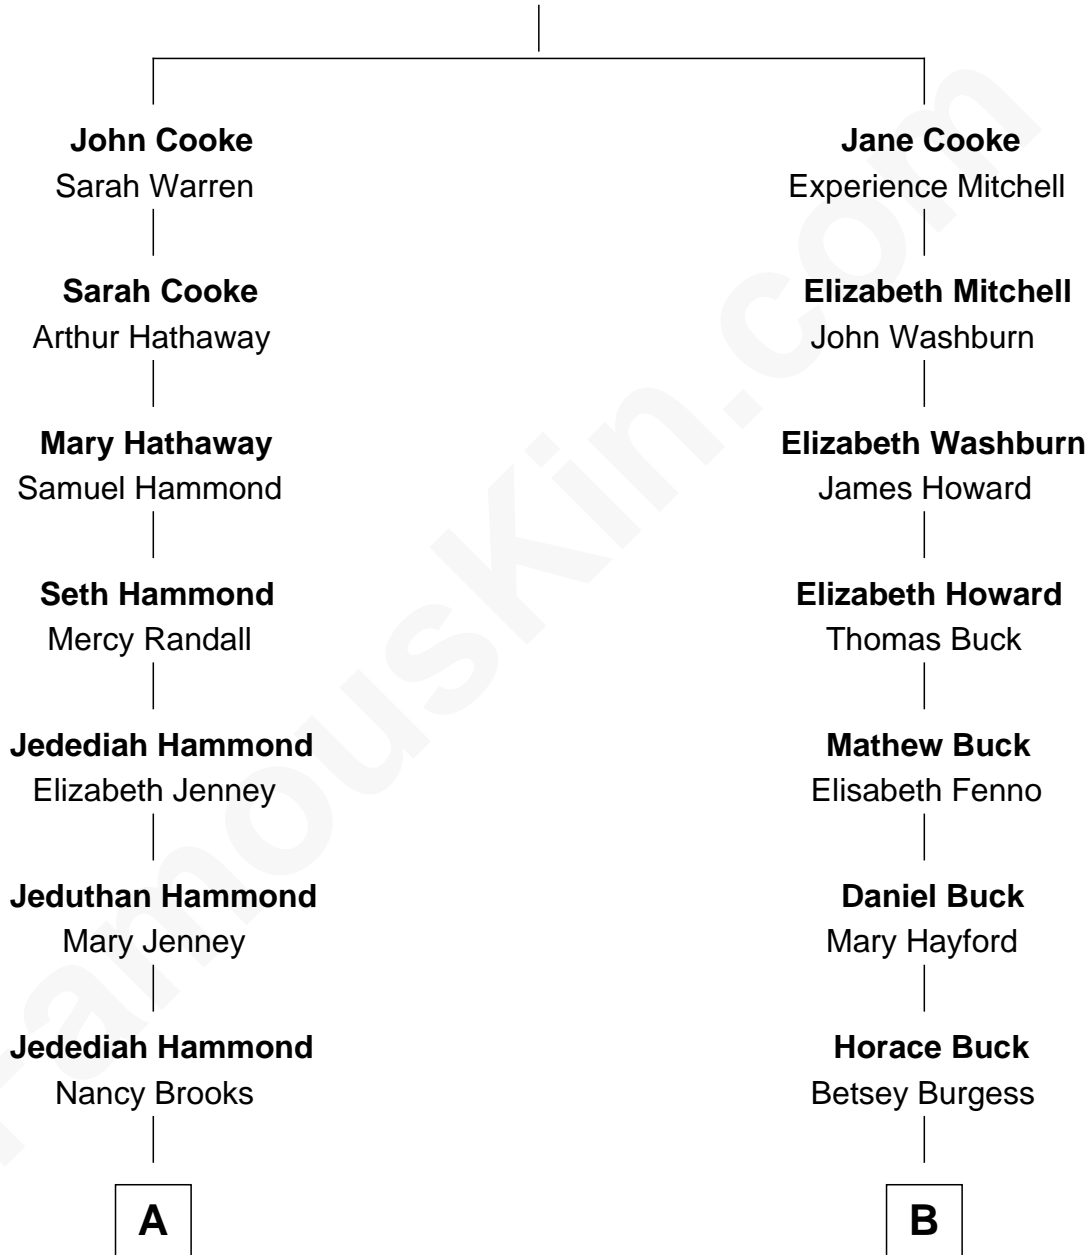 John Cooke
Sarah Warren
Sarah Cooke
Arthur Hathaway
Mary Hathaway
Samuel Hammond
Seth Hammond
Mercy Randall
Jedediah Hammond
Elizabeth Jenney
Jeduthan Hammond
Mary Jenney
Jedediah Hammond
Nancy Brooks
A
Jane Cooke
Experience Mitchell
Elizabeth Mitchell
John Washburn
Elizabeth Washburn
James Howard
Elizabeth Howard
Thomas Buck
Mathew Buck
Elisabeth Fenno
Daniel Buck
Mary Hayford
Horace Buck
Betsey Burgess
B
FamousKin.com